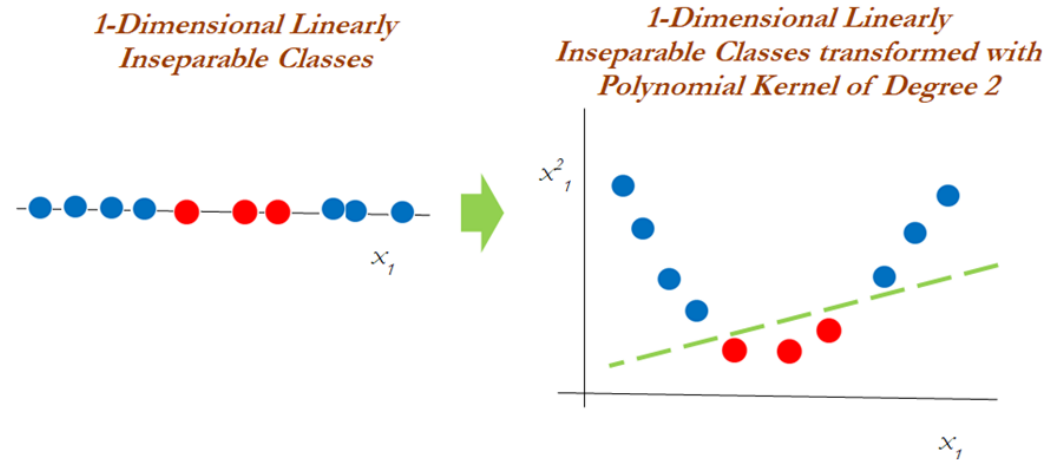 1-Dimensional Linearly
Inseparable Classes
x₁
1-Dimensional Linearly
Inseparable Classes transformed with
Polynomial Kernel of Degree 2
x²₁
x₁